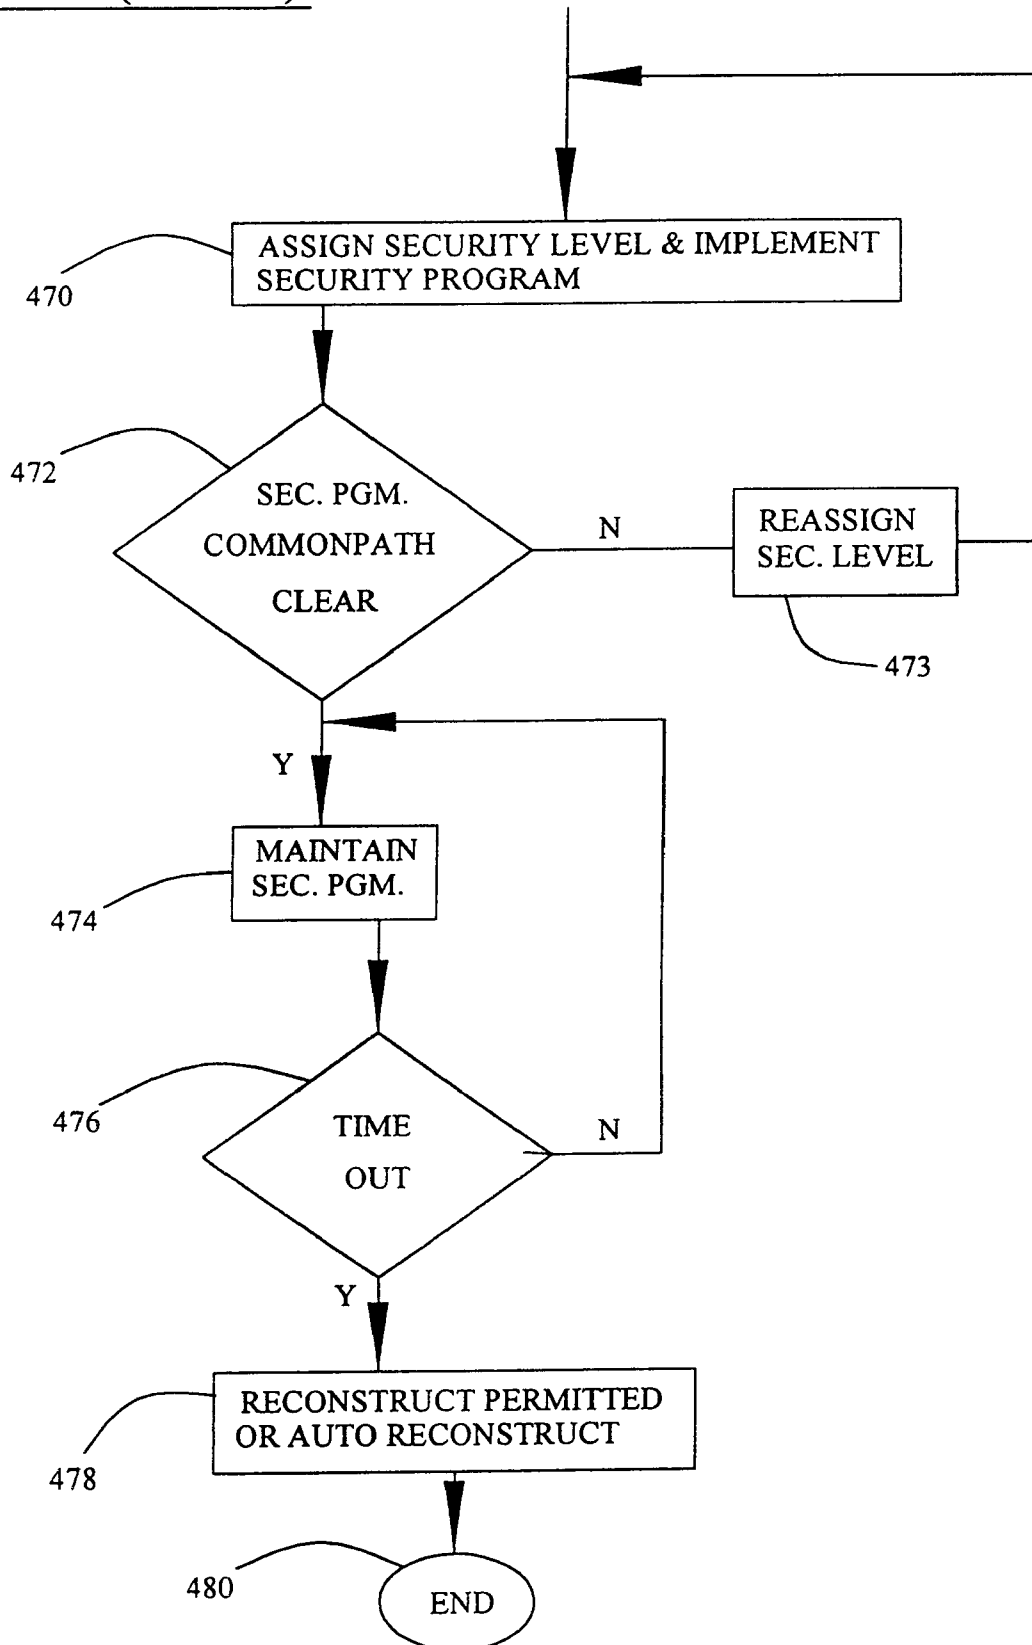 ASSIGN SECURITY LEVEL & IMPLEMENT
SECURITY PROGRAM
470
472
SEC. PGM.
COMMONPATH
CLEAR
N
REASSIGN
SEC. LEVEL
473
Y
MAINTAIN
SEC. PGM.
474
476
TIME
OUT
N
Y
RECONSTRUCT PERMITTED
OR AUTO RECONSTRUCT
478
480
END